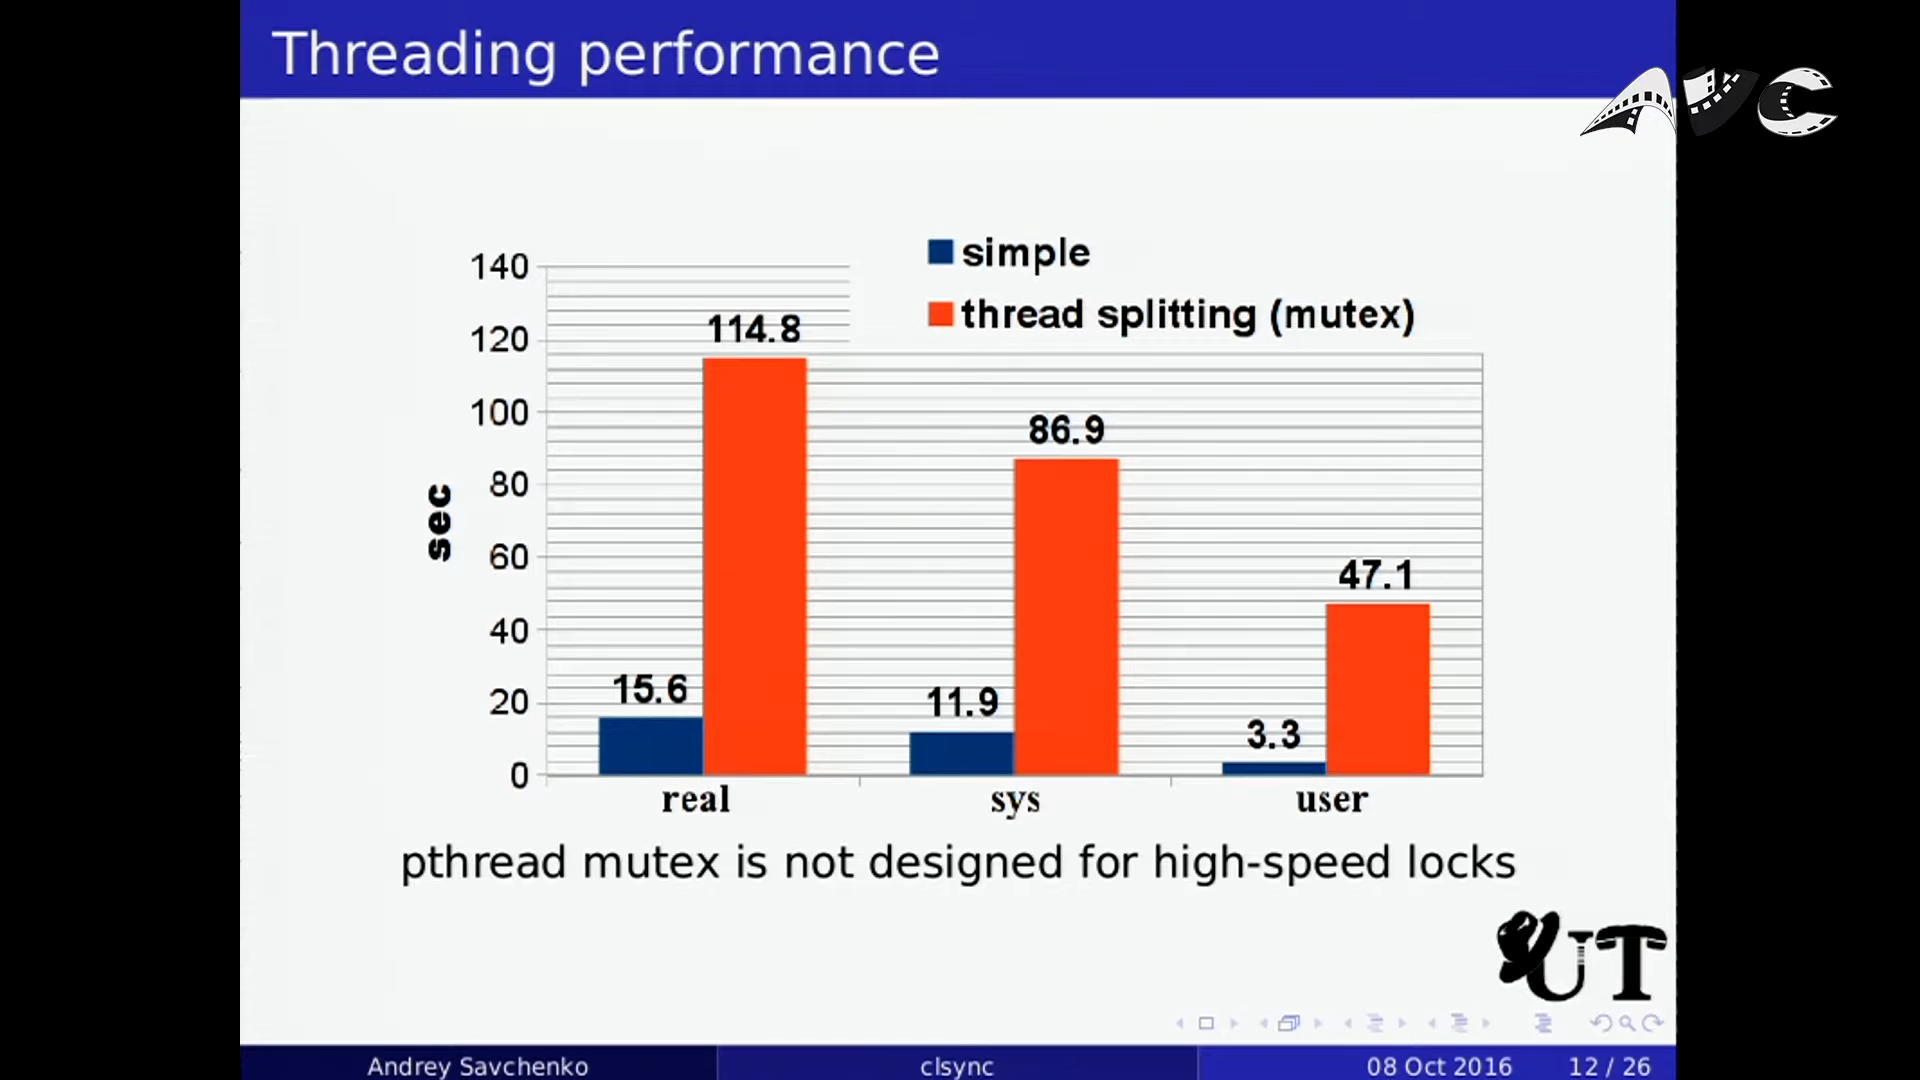 Threading performance
AVC
simple
thread splitting (mutex)
140
120
100
80
60
40
20
0
sec
114.8
86.9
47.1
15.6
11.9
3.3
real
sys
user
pthread mutex is not designed for high-speed locks
UT
Andrey Savchenko
clsync
08 Oct 2016
12 / 26